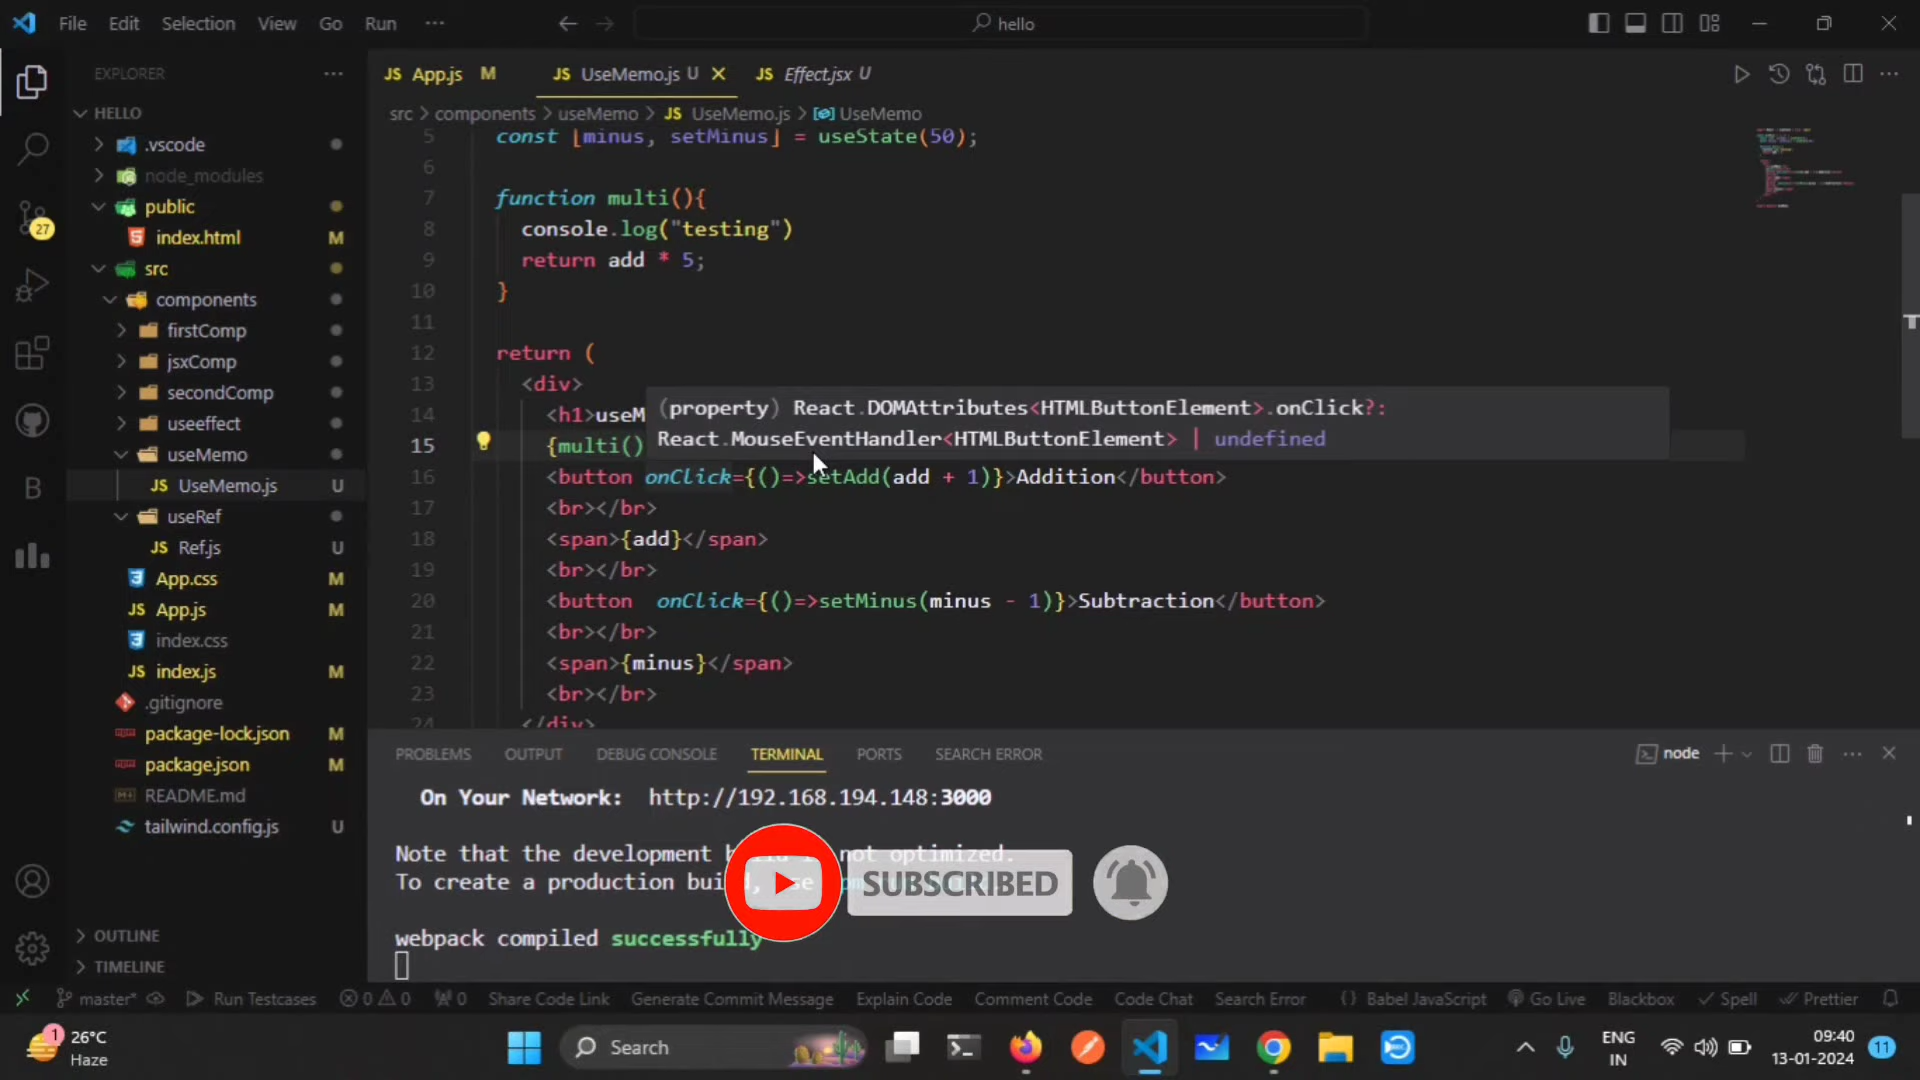 File Edit Selection View Go Run ··· hello
EXPLORER ···
HELLO
.vscode
node_modules
public
index.html M
src
components
firstComp
jsxComp
secondComp
useeffect
useMemo
UseMemo.js U
useRef
Ref.js U
App.css M
App.js M
index.css
index.js M
.gitignore
package-lock.json M
package.json M
README.md
tailwind.config.js U
OUTLINE
TIMELINE
27
B
JS App.js M JS UseMemo.js U JS Effect.jsx U
src > components > useMemo > JS UseMemo.js > UseMemo
5 const [minus, setMinus] = useState(50);
6
7 function multi(){
8 console.log("testing")
9 return add * 5;
10 }
11
12 return (
13 <div>
14 <h1>useM
15 {multi()
(property) React.DOMAttributes<HTMLButtonElement>.onClick?:
React.MouseEventHandler<HTMLButtonElement> | undefined
16 <button onClick={()=>setAdd(add + 1)}>Addition</button>
17 <br></br>
18 <span>{add}</span>
19 <br></br>
20 <button  onClick={()=>setMinus(minus - 1)}>Subtraction</button>
21 <br></br>
22 <span>{minus}</span>
23 <br></br>
24 </div>
PROBLEMS OUTPUT DEBUG CONSOLE TERMINAL PORTS SEARCH ERROR node
On Your Network:  http://192.168.194.148:3000
Note that the development not optimized.
To create a production
SUBSCRIBED
webpack compiled successfully
master* Run Testcases 0 0 0 Share Code Link Generate Commit Message Explain Code Comment Code Code Chat Search Error {} Babel JavaScript Go Live Blackbox Spell Prettier
1
26°C
Haze
Search
ENG
IN
09:40
13-01-2024
11